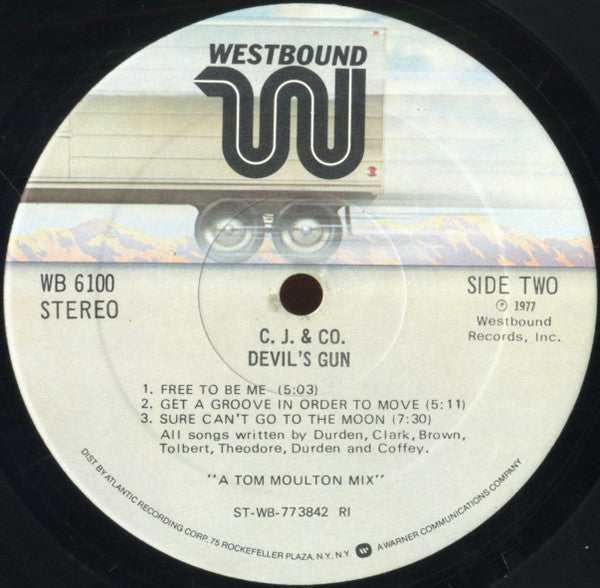 WESTBOUND
WB 6100
STEREO
SIDE TWO
℗ 1977
Westbound
Records, Inc.
C. J. & CO.
DEVIL'S GUN
1. FREE TO BE ME (5:03)
2. GET A GROOVE IN ORDER TO MOVE (5:11)
3. SURE CAN'T GO TO THE MOON (7:30)
All songs written by Durden, Clark, Brown,
Tolbert, Theodore, Durden and Coffey.
"A TOM MOULTON MIX"
ST-WB-773842 RI
DIST BY ATLANTIC RECORDING CORP. 75 ROCKEFELLER PLAZA, N.Y. N.Y. A WARNER COMMUNICATIONS COMPANY